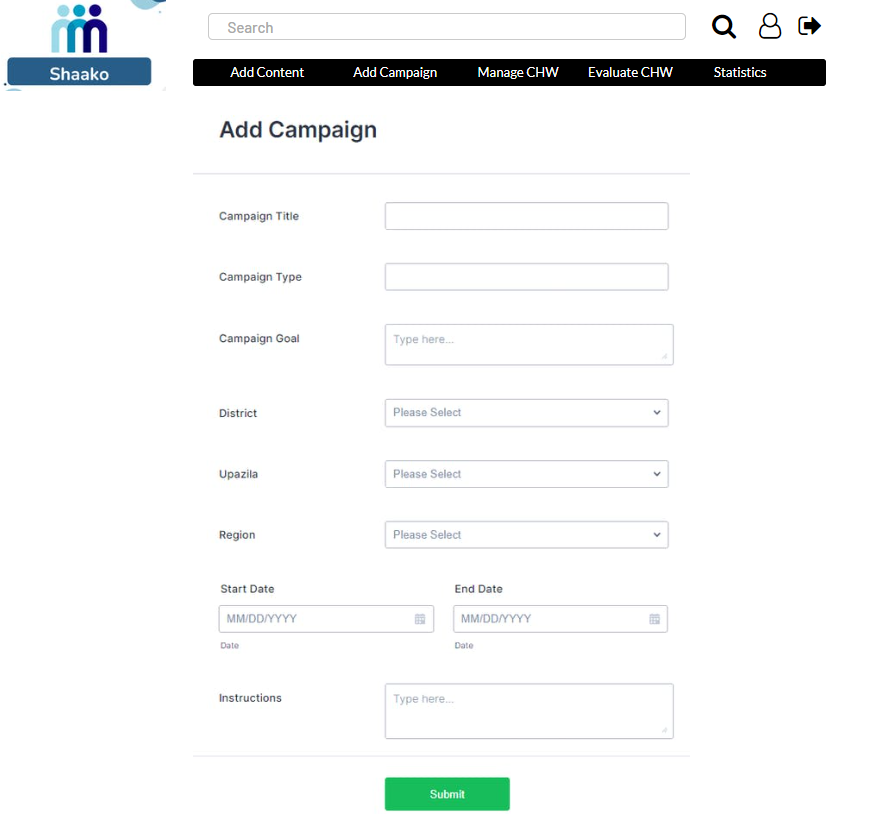 Shaako
Search
Add Content Add Campaign Manage CHW Evaluate CHW Statistics
Add Campaign
Campaign Title
Campaign Type
Campaign Goal Type here...
District Please Select
Upazila Please Select
Region Please Select
Start Date End Date
MM/DD/YYYY MM/DD/YYYY
Date Date
Instructions Type here...
Submit